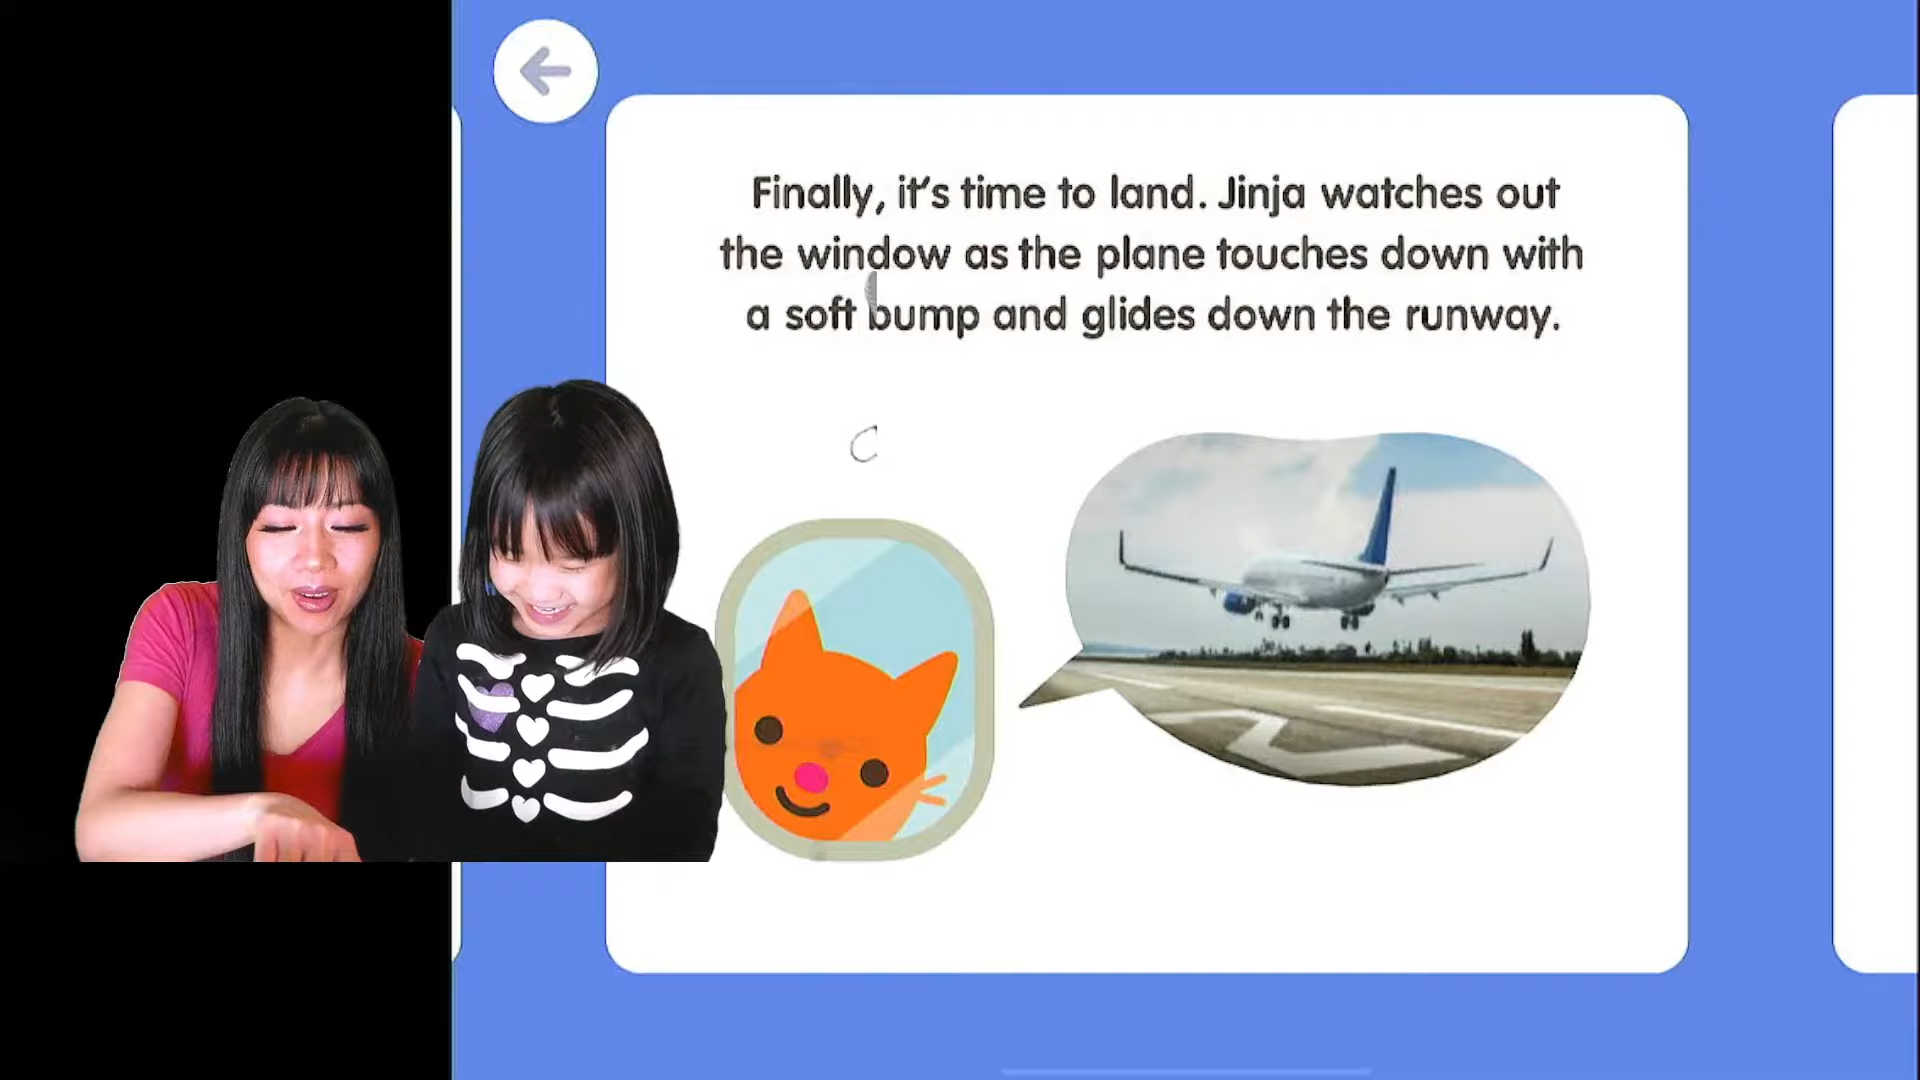 Finally, it's time to land. Jinja watches out
the window as the plane touches down with
a soft bump and glides down the runway.